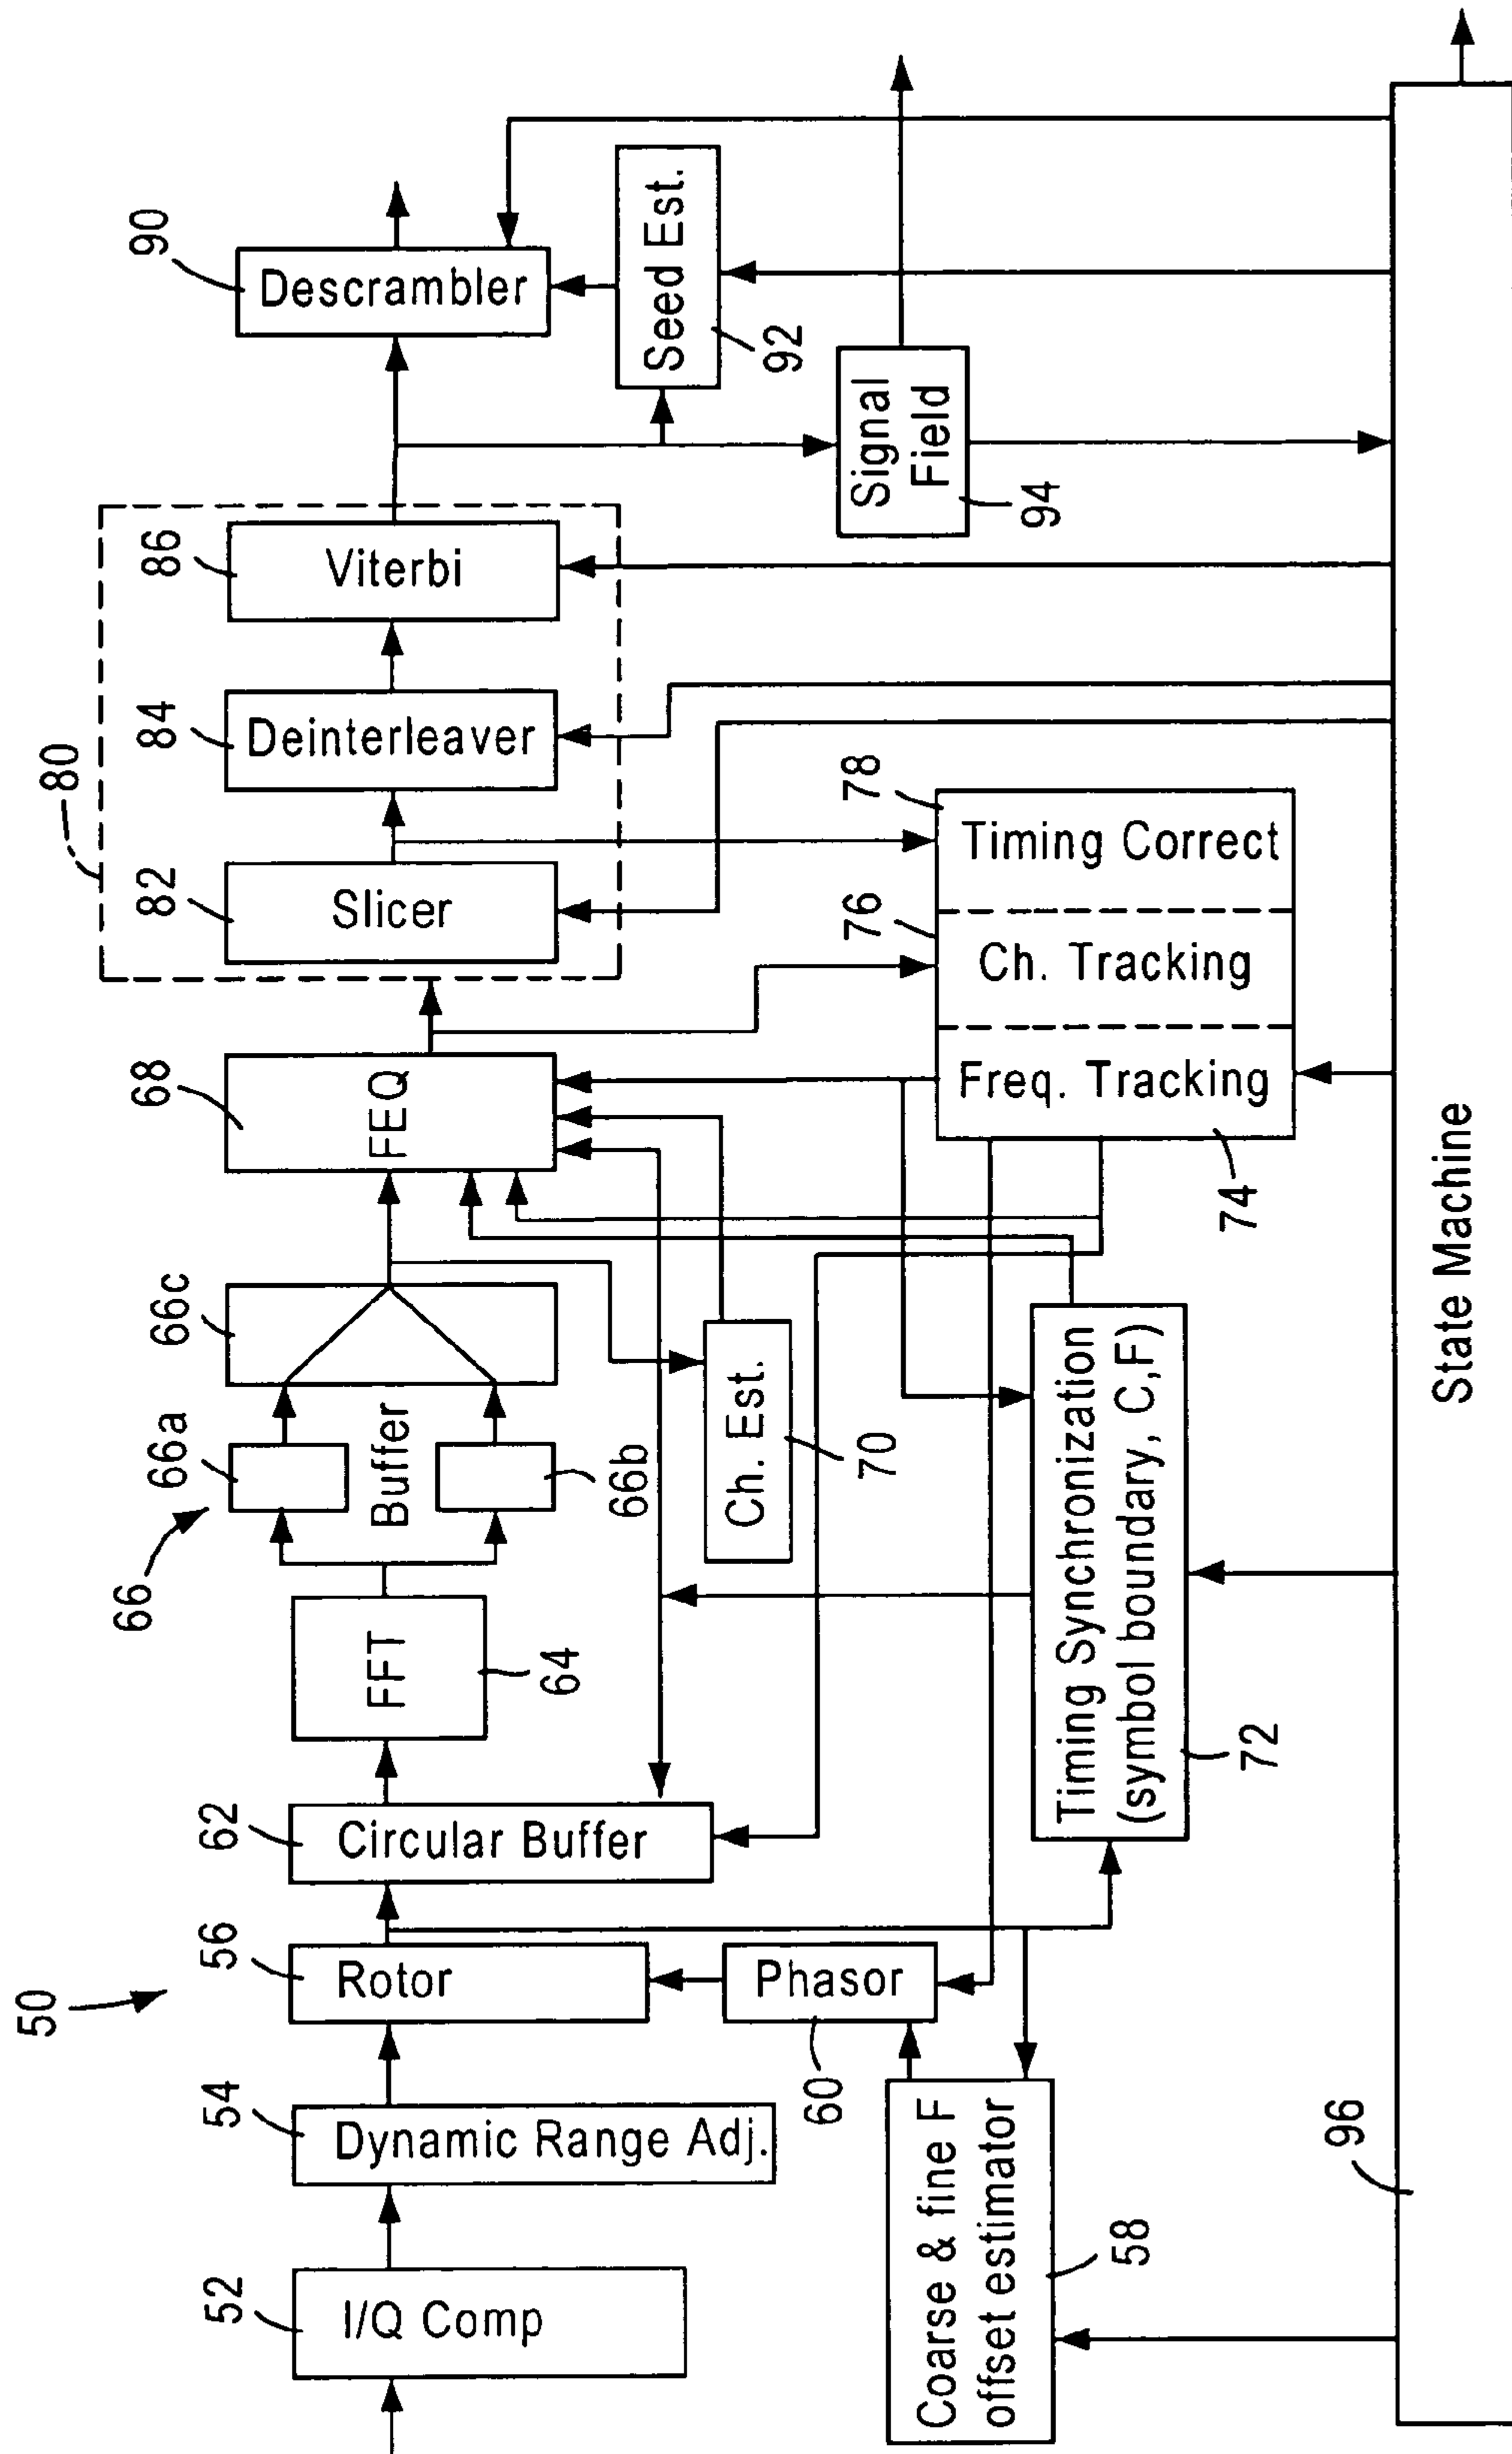 50
52
I/Q Comp
54
Dynamic Range Adj.
56
Rotor
62
Circular Buffer
FFT
64
66
66a
Buffer
66b
66c
68
FEQ
80
82
Slicer
84
Deinterleaver
86
Viterbi
90
Descrambler
Seed Est.
92
Signal
Field
94
Phasor
60
Coarse & fine F
offset estimator
58
Ch. Est.
70
Timing Synchronization
(symbol boundary, C,F)
72
Freq. Tracking
74
76
Ch. Tracking
78
Timing Correct
96
State Machine